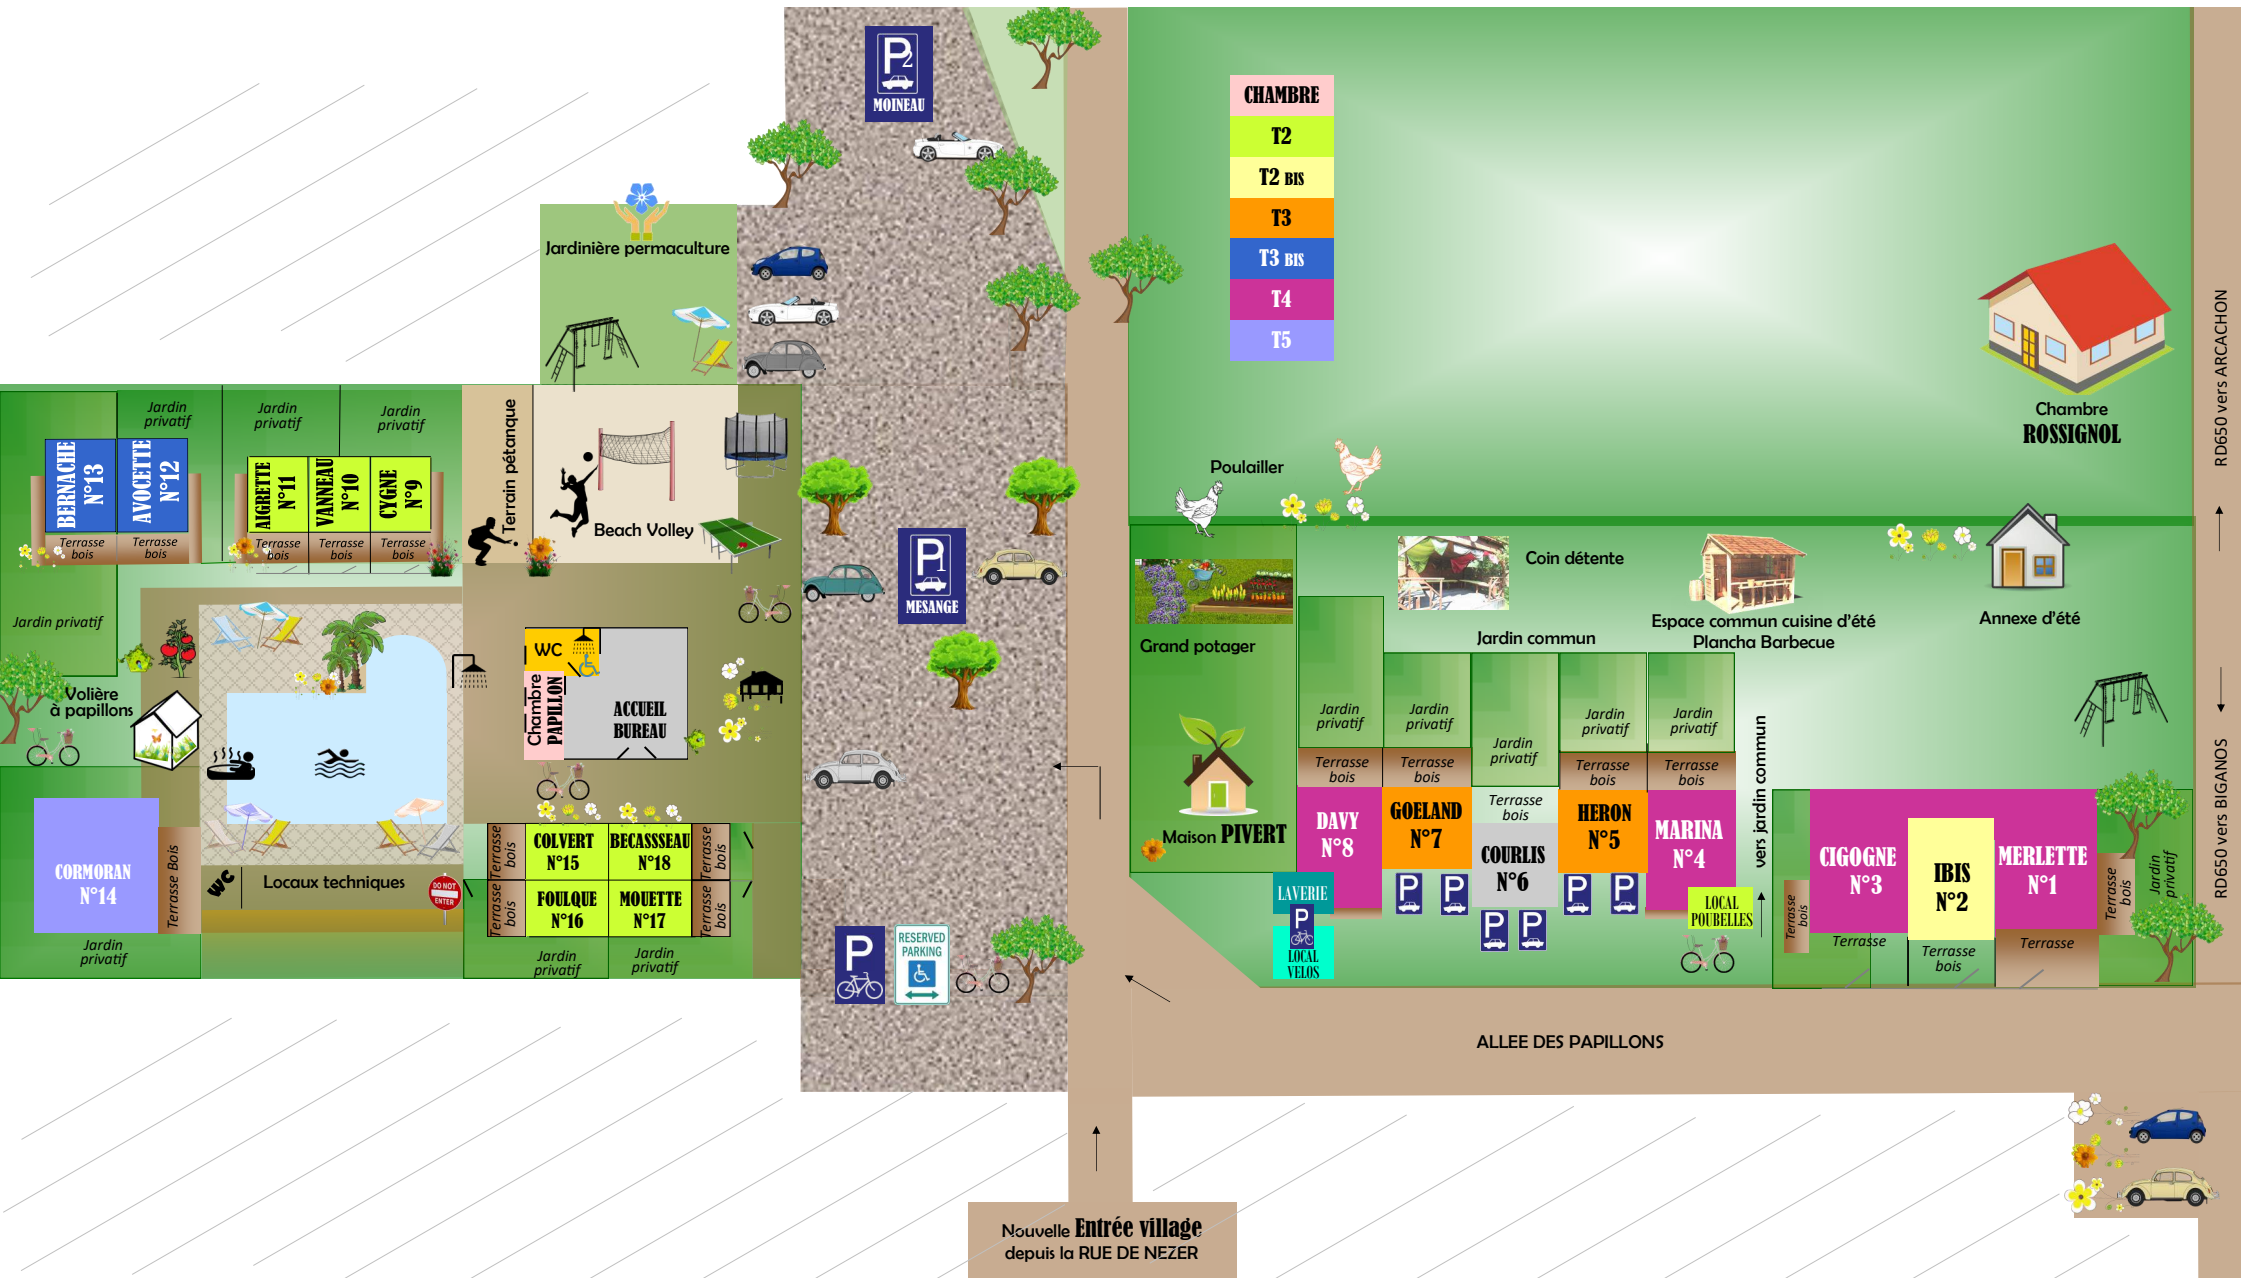 P2
MOINEAU
CHAMBRE
T2
T2 BIS
T3
T3 BIS
T4
T5
Jardinière permaculture
RD650 vers ARCACHON
Chambre
ROSSIGNOL
Jardin
privatif
Jardin
privatif
Jardin
privatif
BERNACHE
N°13
AVOCETTE
N°12
AIGRETTE
N°11
VANNEAU
N°10
CYGNE
N°9
Terrasse
bois
Terrasse
bois
Terrasse
bois
Terrasse
bois
Terrasse
bois
Terrain pétanque
Beach Volley
Poulailler
P1
MESANGE
Coin détente
Espace commun cuisine d'été
Plancha Barbecue
Annexe d'été
Jardin commun
Grand potager
Jardin privatif
Volière
à papillons
WC
Chambre
PAPILLON
ACCUEIL
BUREAU
Jardin
privatif
Jardin
privatif
Jardin
privatif
Jardin
privatif
Jardin
privatif
Terrasse
bois
Terrasse
bois
Terrasse
bois
Terrasse
bois
Terrasse
bois
vers jardin commun
RD650 vers BIGANOS
Maison PIVERT
DAVY
N°8
GOELAND
N°7
COURLIS
N°6
HERON
N°5
MARINA
N°4
CIGOGNE
N°3
IBIS
N°2
MERLETTE
N°1
Terrasse
bois
Terrasse
Terrasse
bois
Terrasse
Terrasse
bois
Jardin
privatif
LAVERIE
P
LOCAL
VELOS
P
P
P
P
P
P
LOCAL
POUBELLES
CORMORAN
N°14
Terrasse Bois
Jardin
privatif
WC
Locaux techniques
DO NOT
ENTER
Terrasse
bois
COLVERT
N°15
BECASSSEAU
N°18
Terrasse
bois
Terrasse
bois
FOULQUE
N°16
MOUETTE
N°17
Terrasse
bois
Jardin
privatif
Jardin
privatif
P
RESERVED
PARKING
ALLEE DES PAPILLONS
Nouvelle Entrée village
depuis la RUE DE NEZER